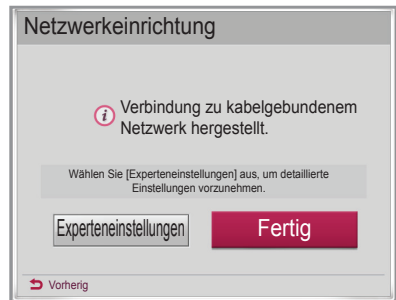 Netzwerkeinrichtung
Verbindung zu kabelgebundenem
Netzwerk hergestellt.
Wählen Sie [Experteneinstellungen] aus, um detaillierte
Einstellungen vorzunehmen.
Experteneinstellungen
Fertig
Vorherig